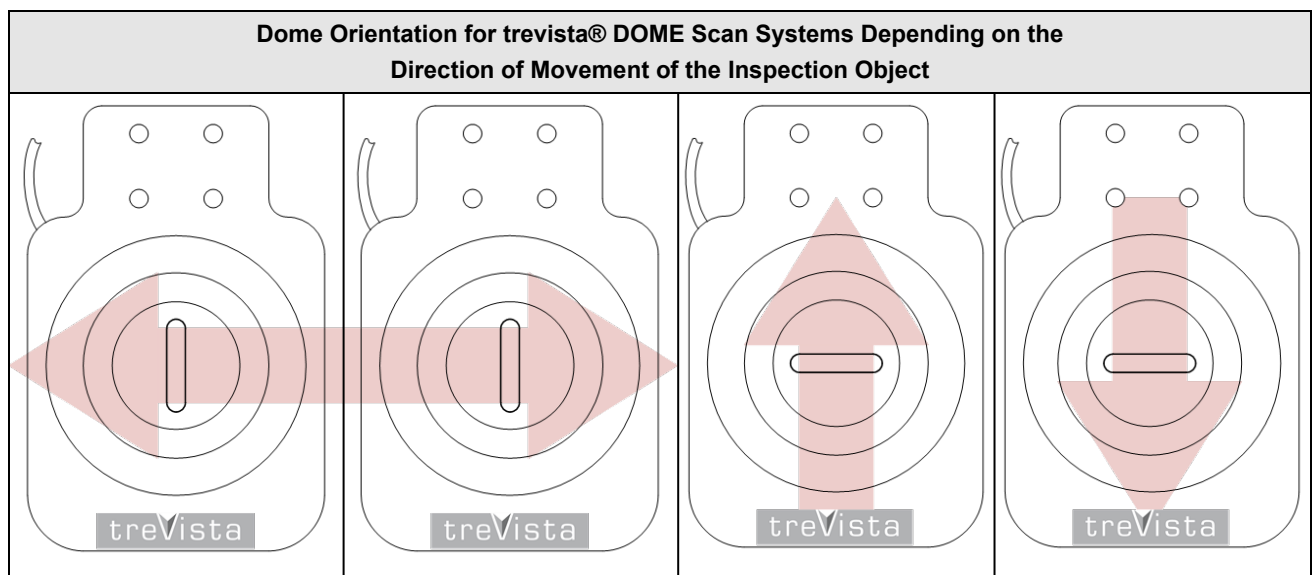 Dome Orientation for trevista® DOME Scan Systems Depending on the
Direction of Movement of the Inspection Object
treVista
treVista
treVista
treVista